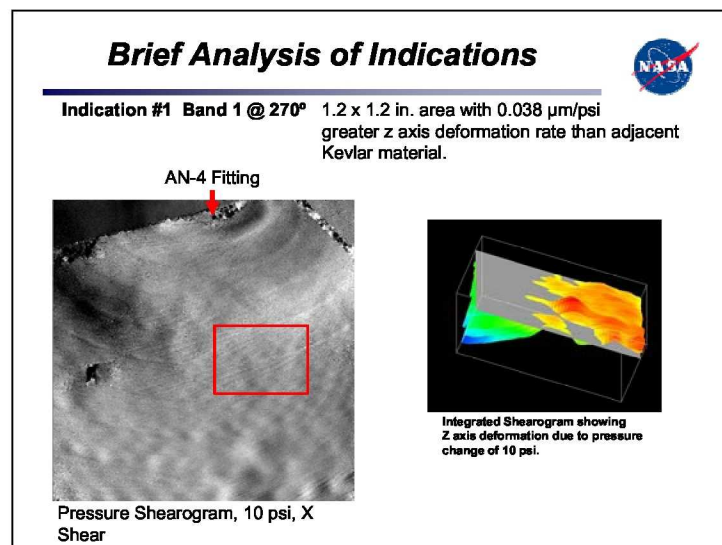 Brief Analysis of Indications
NASA
Indication #1 Band 1 @ 270º 1.2 x 1.2 in. area with 0.038 µm/psi
greater z axis deformation rate than adjacent
Kevlar material.
AN-4 Fitting
Integrated Shearogram showing
Z axis deformation due to pressure
change of 10 psi.
Pressure Shearogram, 10 psi, X
Shear